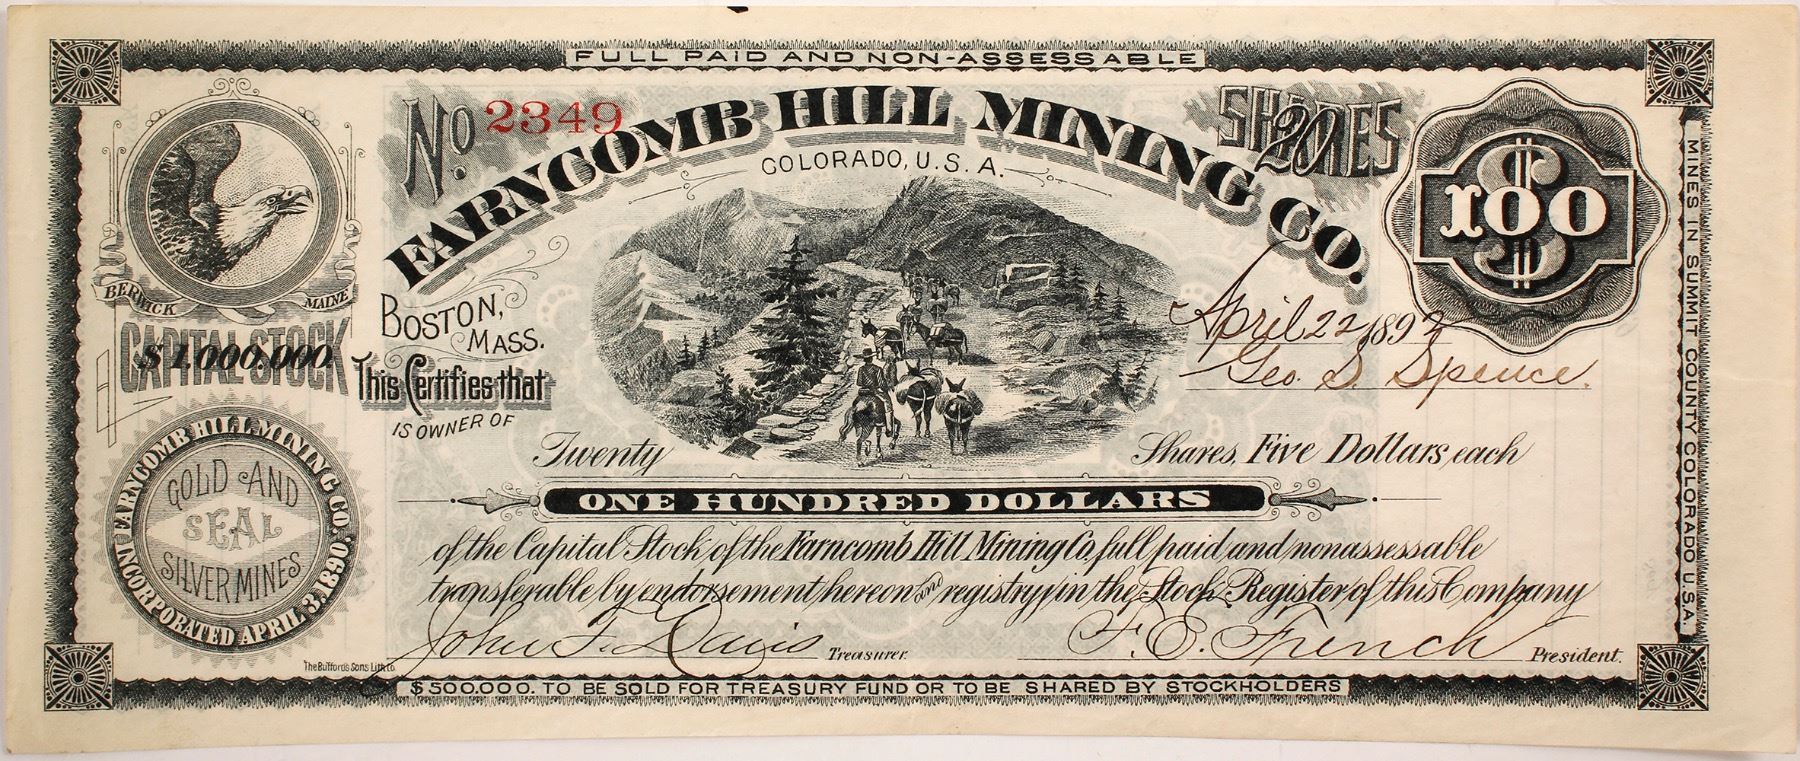 FULL PAID AND NON-ASSESSABLE
No. 2349
SHARES
20
FARNCOMB HILL MINING CO.
COLORADO, U.S.A.
$100
BERWICK MAINE
CAPITAL STOCK
$1.000.000.
BOSTON, MASS.
April 22 1892
This Certifies that Geo. S. Spence.
IS OWNER OF
Twenty Shares, Five Dollars, each
ONE HUNDRED DOLLARS
of the Capital Stock of the Farncomb Hill Mining Co, full paid and nonassessable
transferable by endorsement hereon and registry in the Stock Register of this Company
John F. Davis Treasurer.
F. E. French President.
FARNCOMB HILL MINING CO.
INCORPORATED APRIL 3. 1890.
GOLD AND
SEAL
SILVER MINES
The Bufford's Sons Lith. Co.
$500.000. TO BE SOLD FOR TREASURY FUND OR TO BE SHARED BY STOCKHOLDERS
MINES IN SUMMIT COUNTY COLORADO U.S.A.